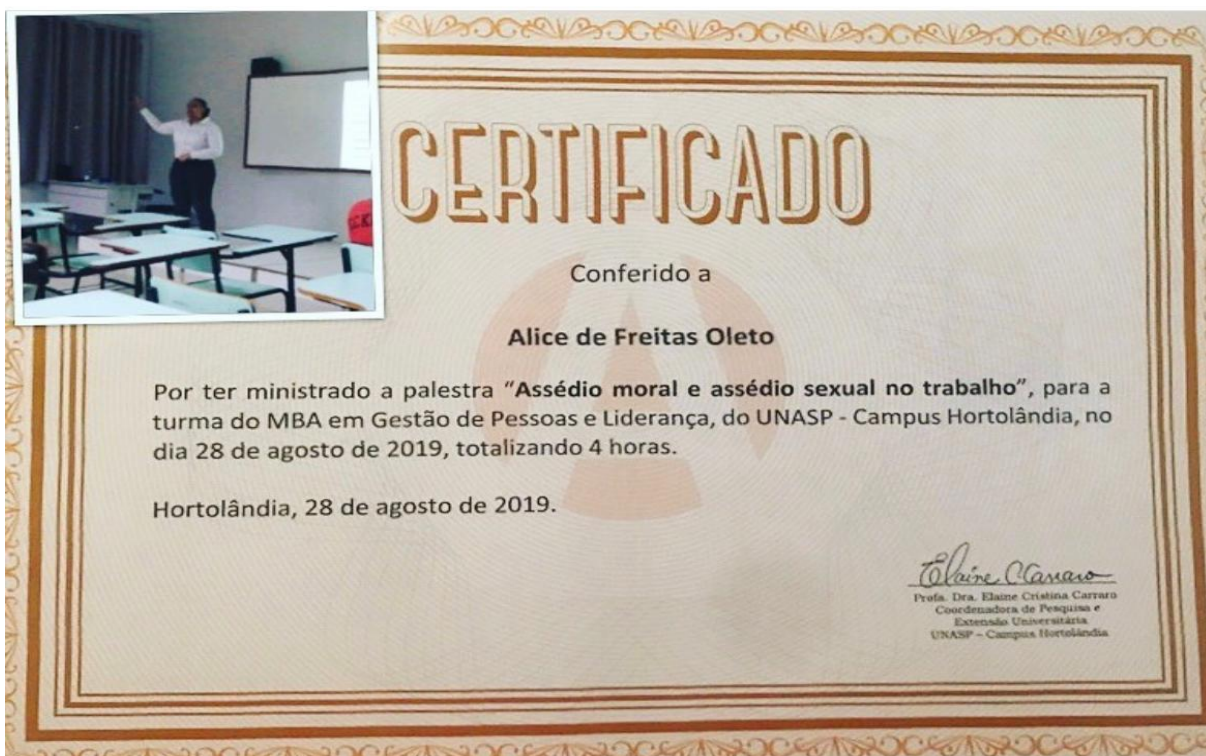 CERTIFICADO
Conferido a
Alice de Freitas Oleto
Por ter ministrado a palestra “Assédio moral e assédio sexual no trabalho”, para a
turma do MBA em Gestão de Pessoas e Liderança, do UNASP - Campus Hortolândia, no
dia 28 de agosto de 2019, totalizando 4 horas.
Hortolândia, 28 de agosto de 2019.
Elaine C Carraro
Profa. Dra. Elaine Cristina Carraro
Coordenadora de Pesquisa e
Extensão Universitária
UNASP – Campus Hortolândia